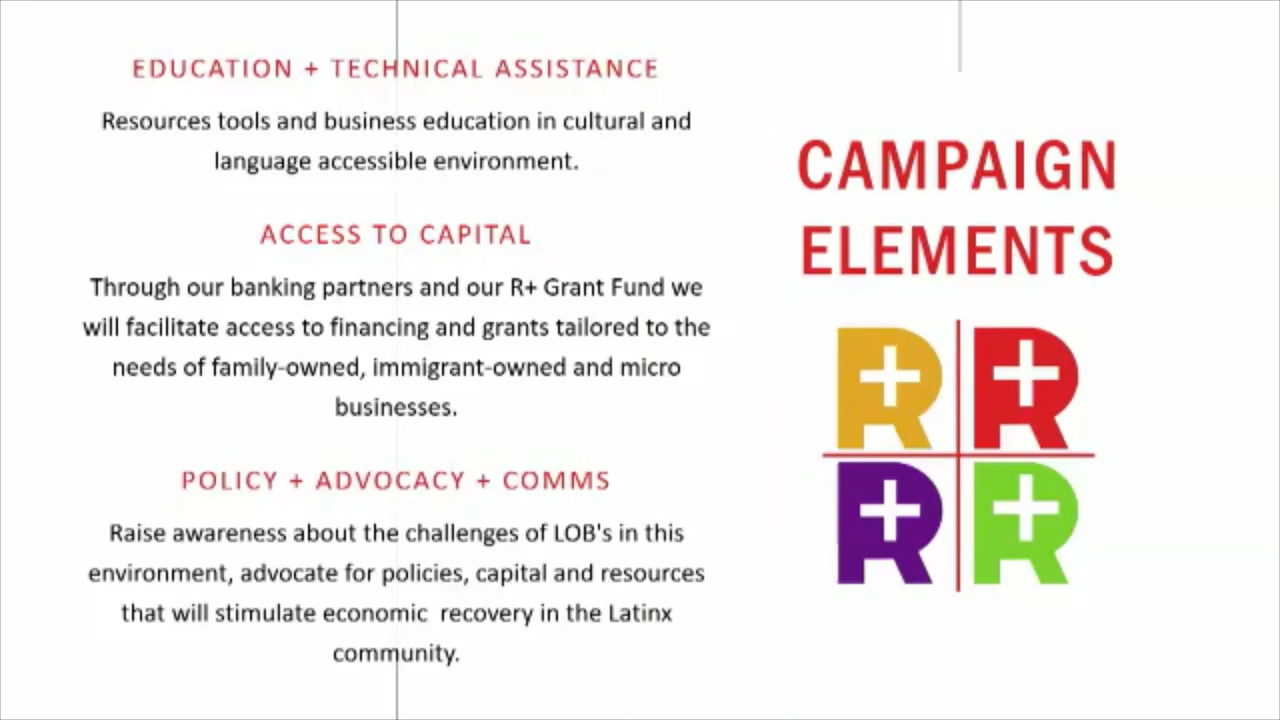 EDUCATION + TECHNICAL ASSISTANCE
Resources tools and business education in cultural and
language accessible environment.
ACCESS TO CAPITAL
Through our banking partners and our R+ Grant Fund we
will facilitate access to financing and grants tailored to the
needs of family-owned, immigrant-owned and micro
businesses.
POLICY + ADVOCACY + COMMS
Raise awareness about the challenges of LOB's in this
environment, advocate for policies, capital and resources
that will stimulate economic  recovery in the Latinx
community.
CAMPAIGN
ELEMENTS
R+ R+
R+ R+